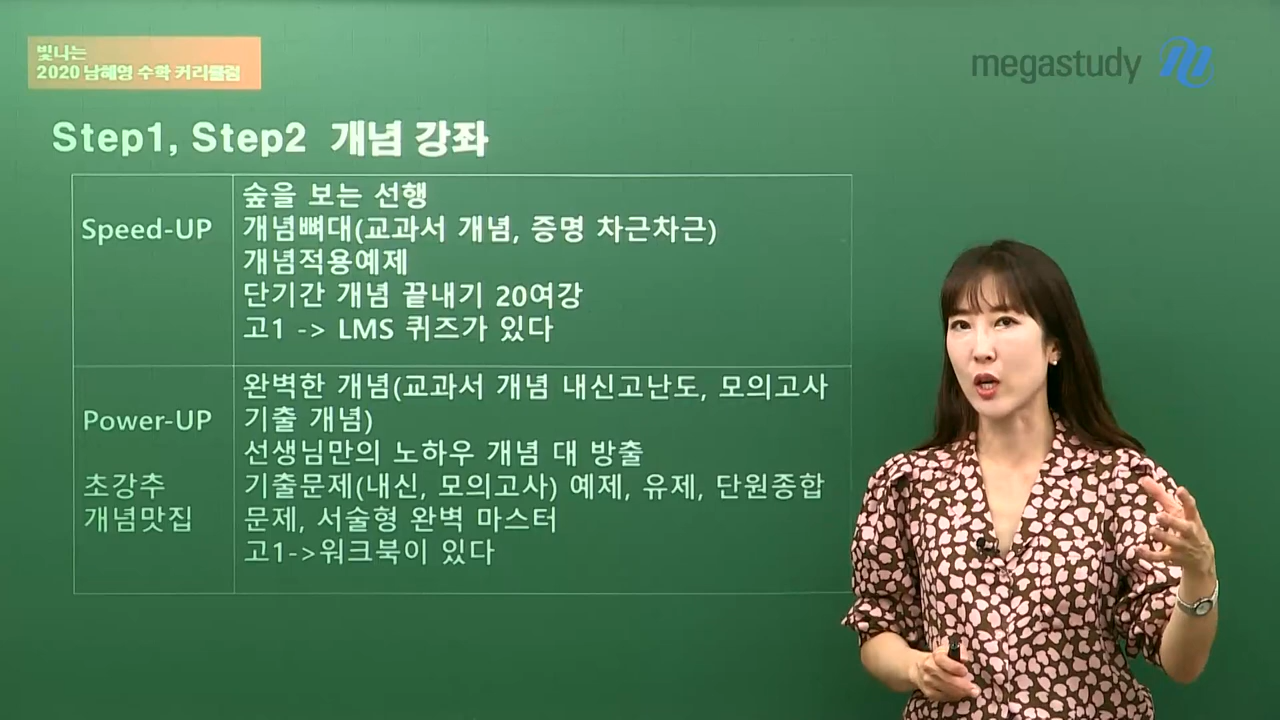 빛나는
2020 남혜영 수학 커리큘럼
megastudy
Step1, Step2 개념 강좌
Speed-UP
숲을 보는 선행
개념뼈대(교과서 개념, 증명 차근차근)
개념적용예제
단기간 개념 끝내기 20여강
고1 -> LMS 퀴즈가 있다
Power-UP
초강추
개념맛집
완벽한 개념(교과서 개념 내신고난도, 모의고사
기출 개념)
선생님만의 노하우 개념 대 방출
기출문제(내신, 모의고사) 예제, 유제, 단원종합
문제, 서술형 완벽 마스터
고1->워크북이 있다